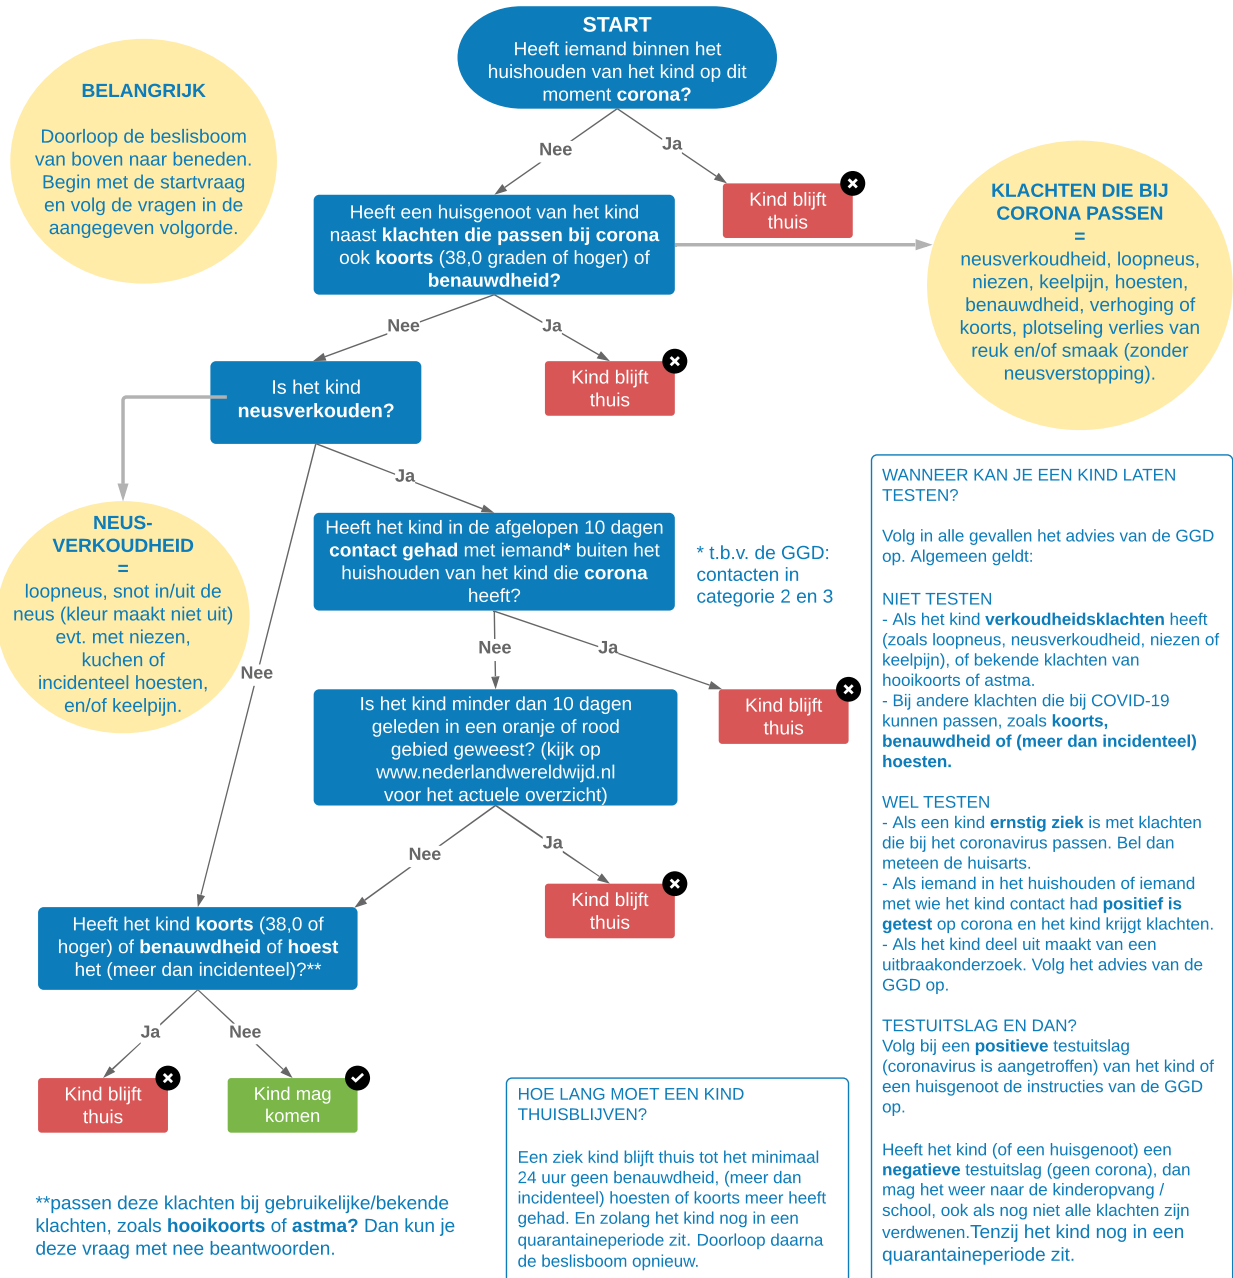 START
Heeft iemand binnen het
huishouden van het kind op dit
moment corona?
BELANGRIJK
Doorloop de beslisboom
van boven naar beneden.
Begin met de startvraag
en volg de vragen in de
aangegeven volgorde.
Nee
Ja
Kind blijft
thuis
Heeft een huisgenoot van het kind
naast klachten die passen bij corona
ook koorts (38,0 graden of hoger) of
benauwdheid?
KLACHTEN DIE BIJ
CORONA PASSEN
=
neusverkoudheid, loopneus,
niezen, keelpijn, hoesten,
benauwdheid, verhoging of
koorts, plotseling verlies van
reuk en/of smaak (zonder
neusverstopping).
Nee
Ja
Kind blijft
thuis
Is het kind
neusverkouden?
NEUS-
VERKOUDHEID
=
loopneus, snot in/uit de
neus (kleur maakt niet uit)
evt. met niezen,
kuchen of
incidenteel hoesten,
en/of keelpijn.
Ja
Nee
Heeft het kind in de afgelopen 10 dagen
contact gehad met iemand* buiten het
huishouden van het kind die corona
heeft?
* t.b.v. de GGD:
contacten in
categorie 2 en 3
Nee
Ja
Kind blijft
thuis
Is het kind minder dan 10 dagen
geleden in een oranje of rood
gebied geweest? (kijk op
www.nederlandwereldwijd.nl
voor het actuele overzicht)
Nee
Ja
Kind blijft
thuis
Heeft het kind koorts (38,0 of
hoger) of benauwdheid of hoest
het (meer dan incidenteel)?**
Ja
Nee
Kind blijft
thuis
Kind mag
komen
**passen deze klachten bij gebruikelijke/bekende
klachten, zoals hooikoorts of astma? Dan kun je
deze vraag met nee beantwoorden.
HOE LANG MOET EEN KIND
THUISBLIJVEN?
Een ziek kind blijft thuis tot het minimaal
24 uur geen benauwdheid, (meer dan
incidenteel) hoesten of koorts meer heeft
gehad. En zolang het kind nog in een
quarantaineperiode zit. Doorloop daarna
de beslisboom opnieuw.
WANNEER KAN JE EEN KIND LATEN
TESTEN?
Volg in alle gevallen het advies van de GGD
op. Algemeen geldt:
NIET TESTEN
- Als het kind verkoudheidsklachten heeft
(zoals loopneus, neusverkoudheid, niezen of
keelpijn), of bekende klachten van
hooikoorts of astma.
- Bij andere klachten die bij COVID-19
kunnen passen, zoals koorts,
benauwdheid of (meer dan incidenteel)
hoesten.
WEL TESTEN
- Als een kind ernstig ziek is met klachten
die bij het coronavirus passen. Bel dan
meteen de huisarts.
- Als iemand in het huishouden of iemand
met wie het kind contact had positief is
getest op corona en het kind krijgt klachten.
- Als het kind deel uit maakt van een
uitbraakonderzoek. Volg het advies van de
GGD op.
TESTUITSLAG EN DAN?
Volg bij een positieve testuitslag
(coronavirus is aangetroffen) van het kind of
een huisgenoot de instructies van de GGD
op.
Heeft het kind (of een huisgenoot) een
negatieve testuitslag (geen corona), dan
mag het weer naar de kinderopvang /
school, ook als nog niet alle klachten zijn
verdwenen.Tenzij het kind nog in een
quarantaineperiode zit.